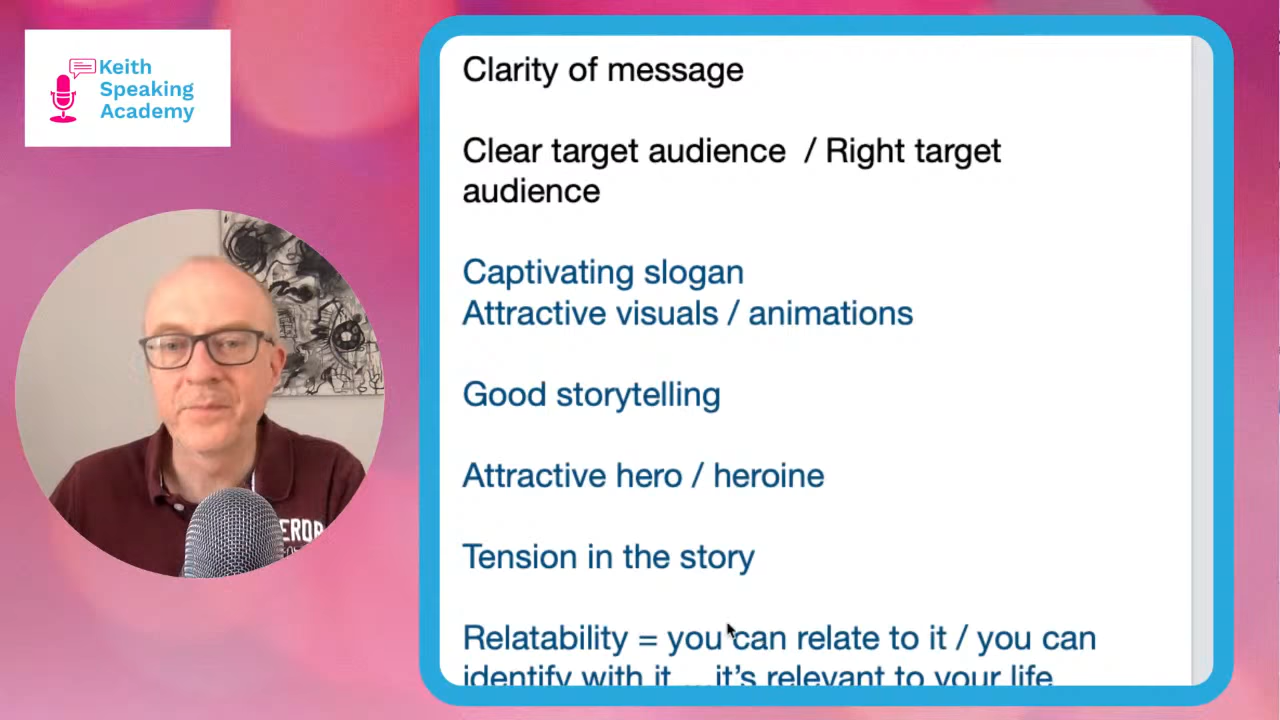 Keith
Speaking
Academy
Clarity of message
Clear target audience / Right target
audience
Captivating slogan
Attractive visuals / animations
Good storytelling
Attractive hero / heroine
Tension in the story
Relatability = you can relate to it / you can
identify with it ... it's relevant to your life